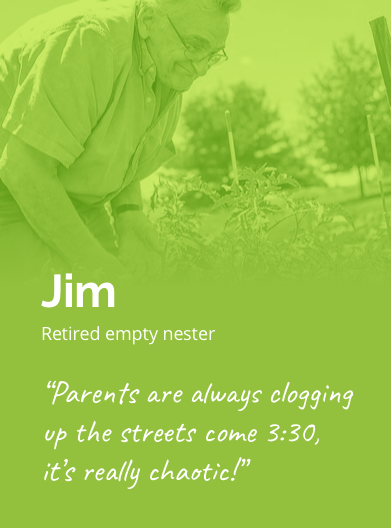 Jim
Retired empty nester
“Parents are always clogging
up the streets come 3:30,
it’s really chaotic!”